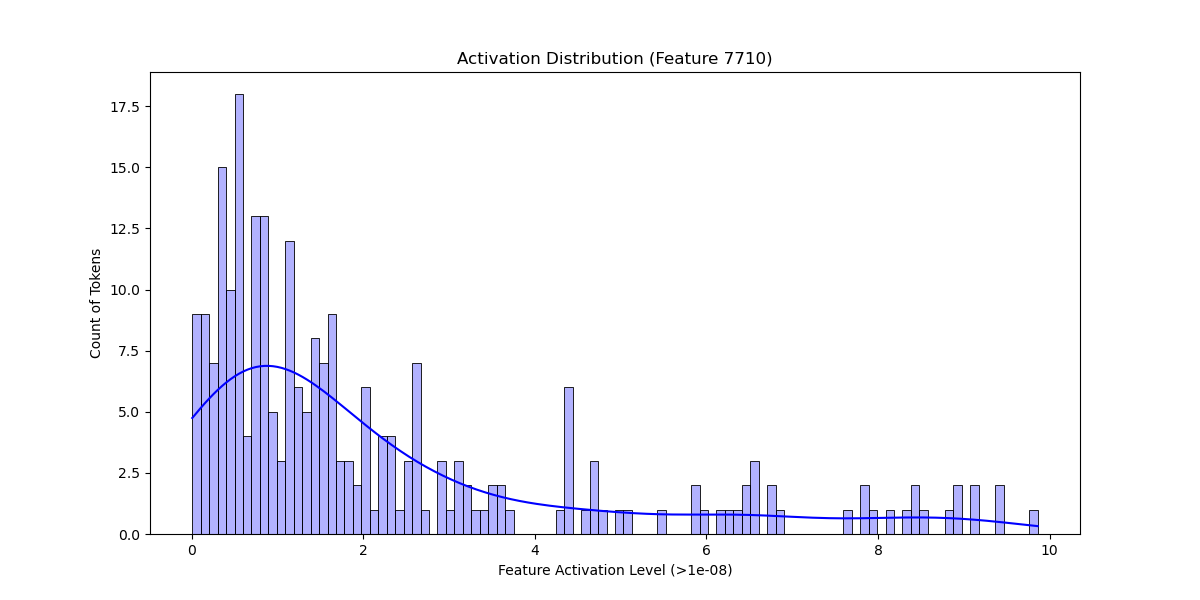 Activation Distribution (Feature 7710)
17.5
15.0
12.5
10.0
7.5
5.0
2.5
0.0
Count of Tokens
0 2 4 6 8 10
Feature Activation Level (>1e-08)